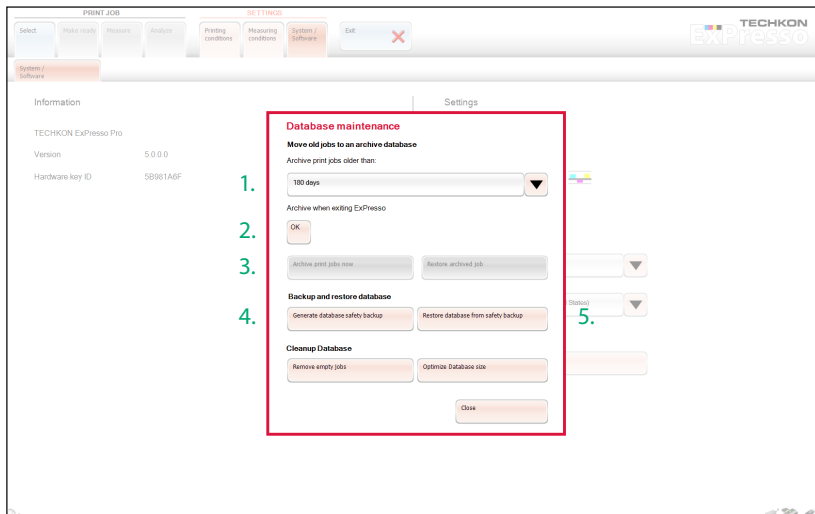 PRINT JOB
SETTINGS
Select
Make ready
Measure
Analyze
Printing
conditions
Measuring
conditions
System /
Software
Exit
TECHKON
ExPresso
System /
Software
Information
Settings
TECHKON ExPresso Pro
Version 5.0.0.0
Hardware key ID 5B981A6F
Database maintenance
Move old jobs to an archive database
Archive print jobs older than:
1.
180 days
Archive when exiting ExPresso
2.
OK
3.
Archive print jobs now
Restore archived job
Backup and restore database
4.
Generate database safety backup
Restore database from safety backup
States)
5.
Cleanup Database
Remove empty jobs
Optimize Database size
Close